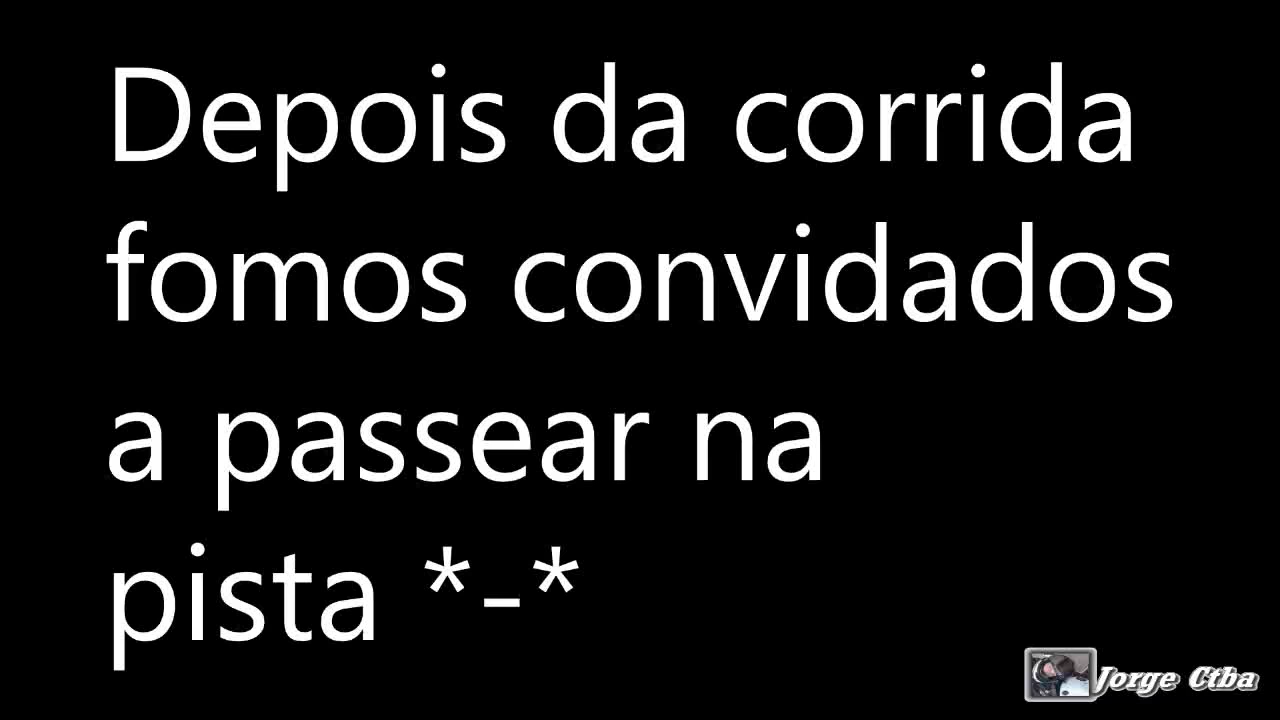 Depois da corrida
fomos convidados
a passear na
pista *-*
Jorge Ctba